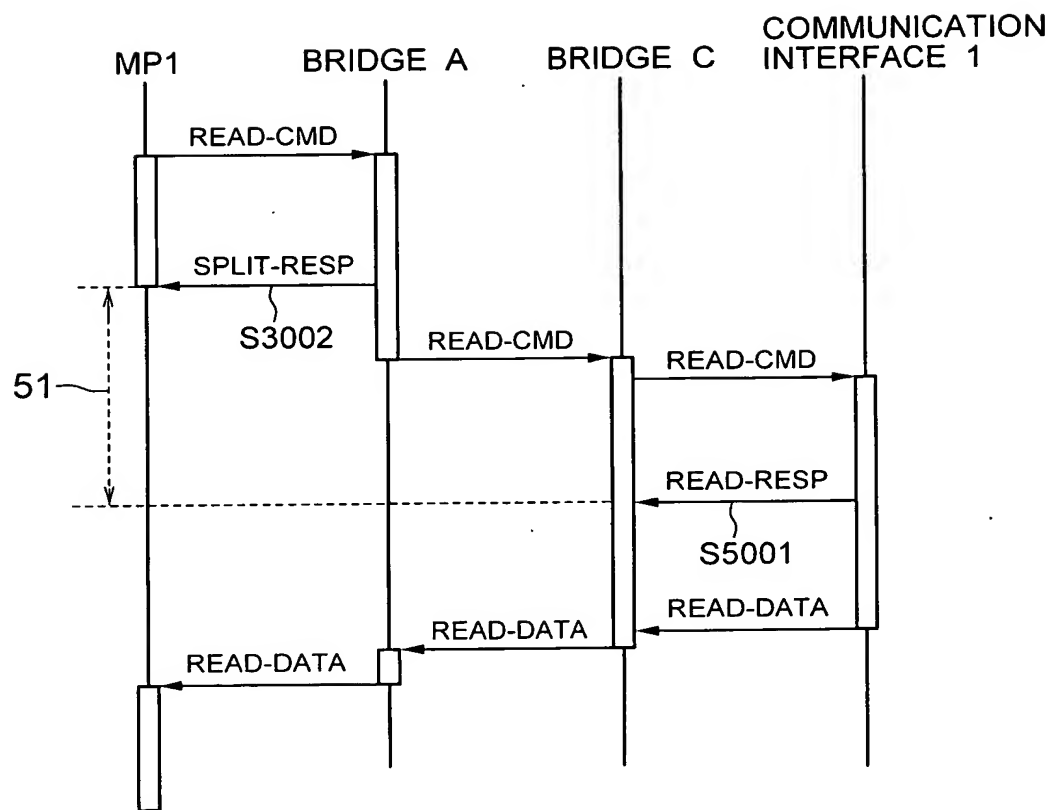 MP1
BRIDGE A
BRIDGE C
COMMUNICATION
INTERFACE 1
READ-CMD
SPLIT-RESP
S3002
READ-CMD
READ-CMD
51
READ-RESP
S5001
READ-DATA
READ-DATA
READ-DATA